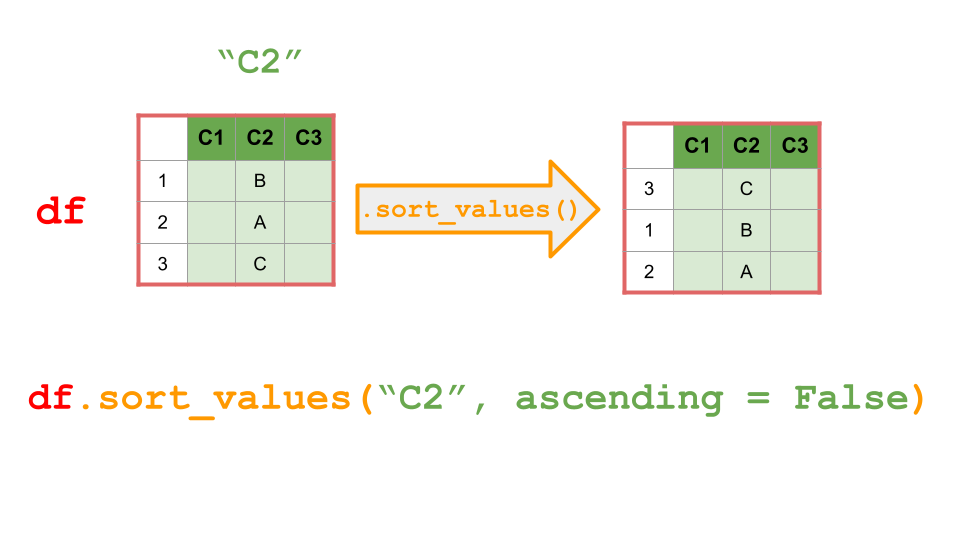 “C2”
C1 C2 C3
1 B
2 A
3 C
df
.sort_values()
C1 C2 C3
3 C
1 B
2 A
df.sort_values(“C2”, ascending = False)